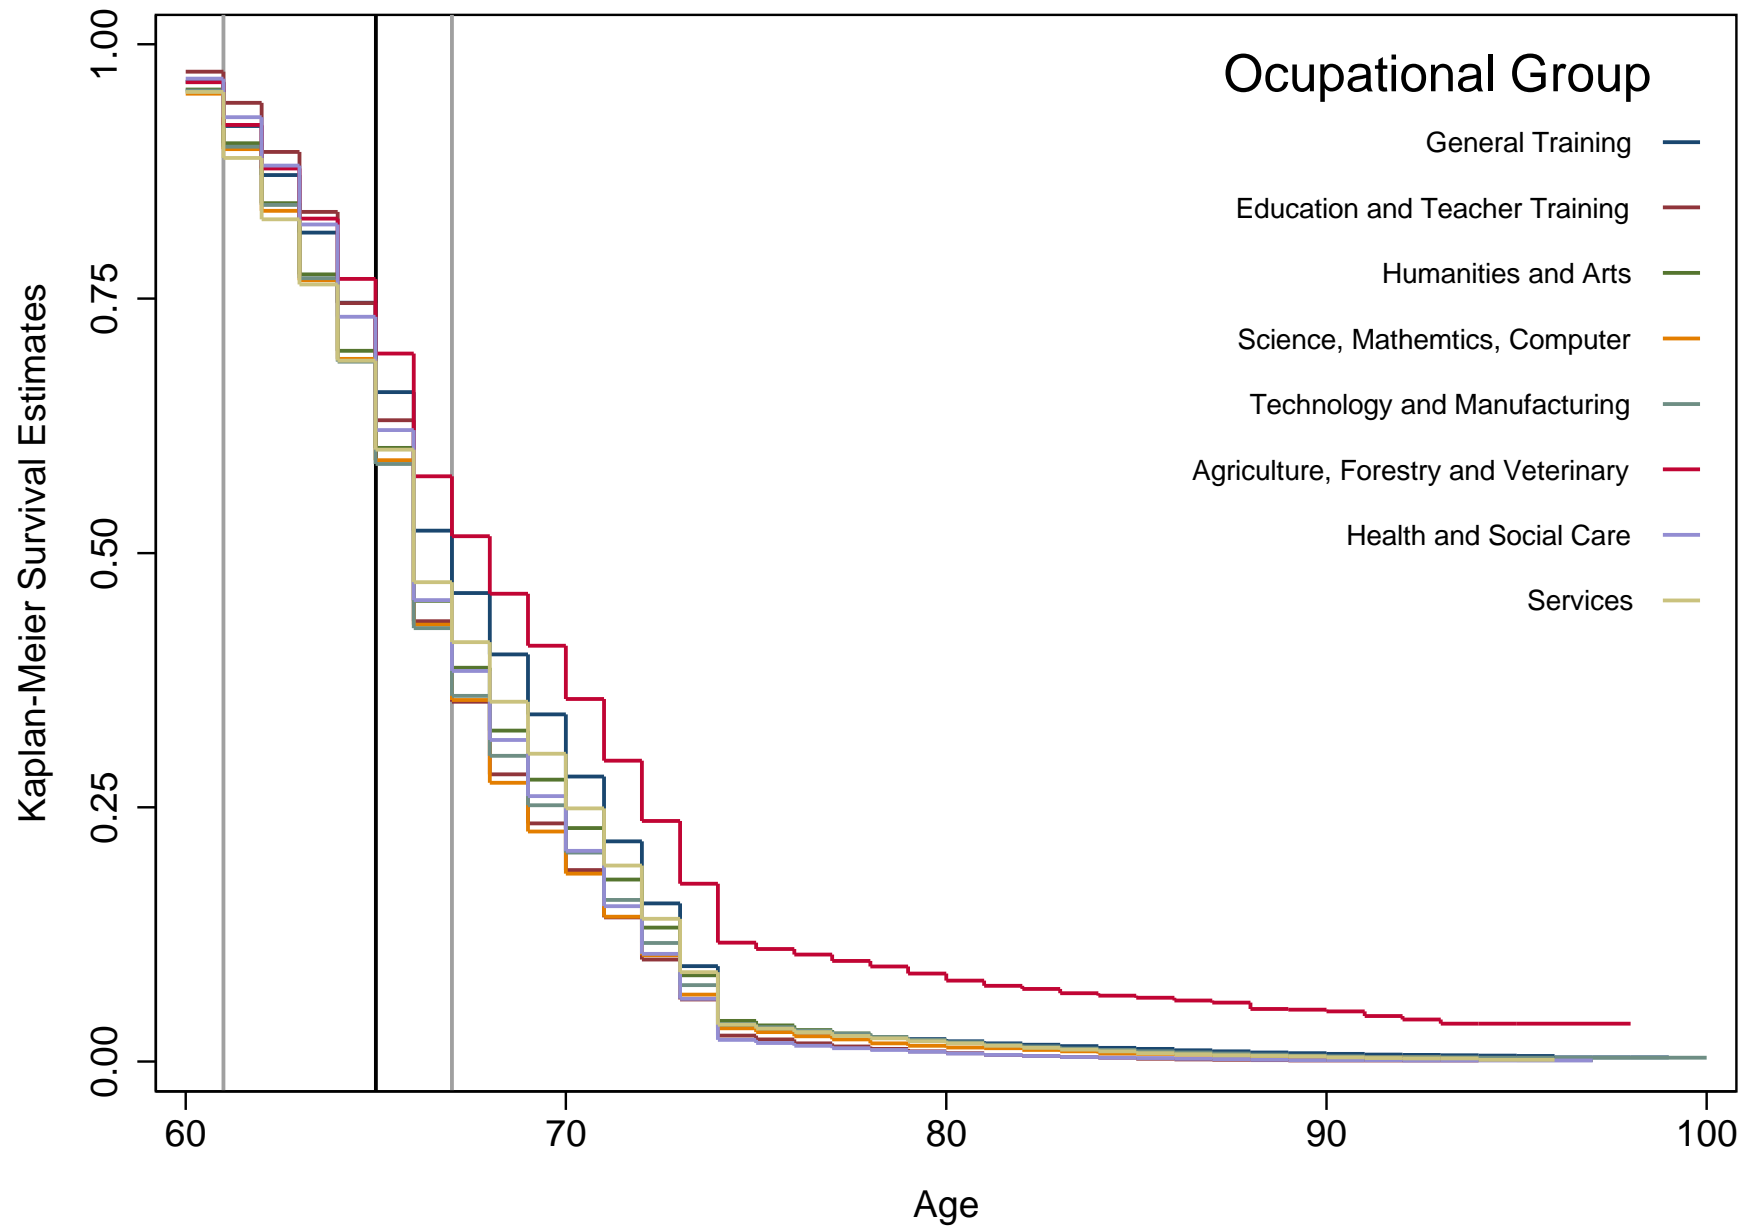 Ocupational Group
General Training
Education and Teacher Training
Humanities and Arts
Science, Mathemtics, Computer
Technology and Manufacturing
Agriculture, Forestry and Veterinary
Health and Social Care
Services
Kaplan-Meier Survival Estimates
1.00
0.75
0.50
0.25
0.00
60 70 80 90 100
Age